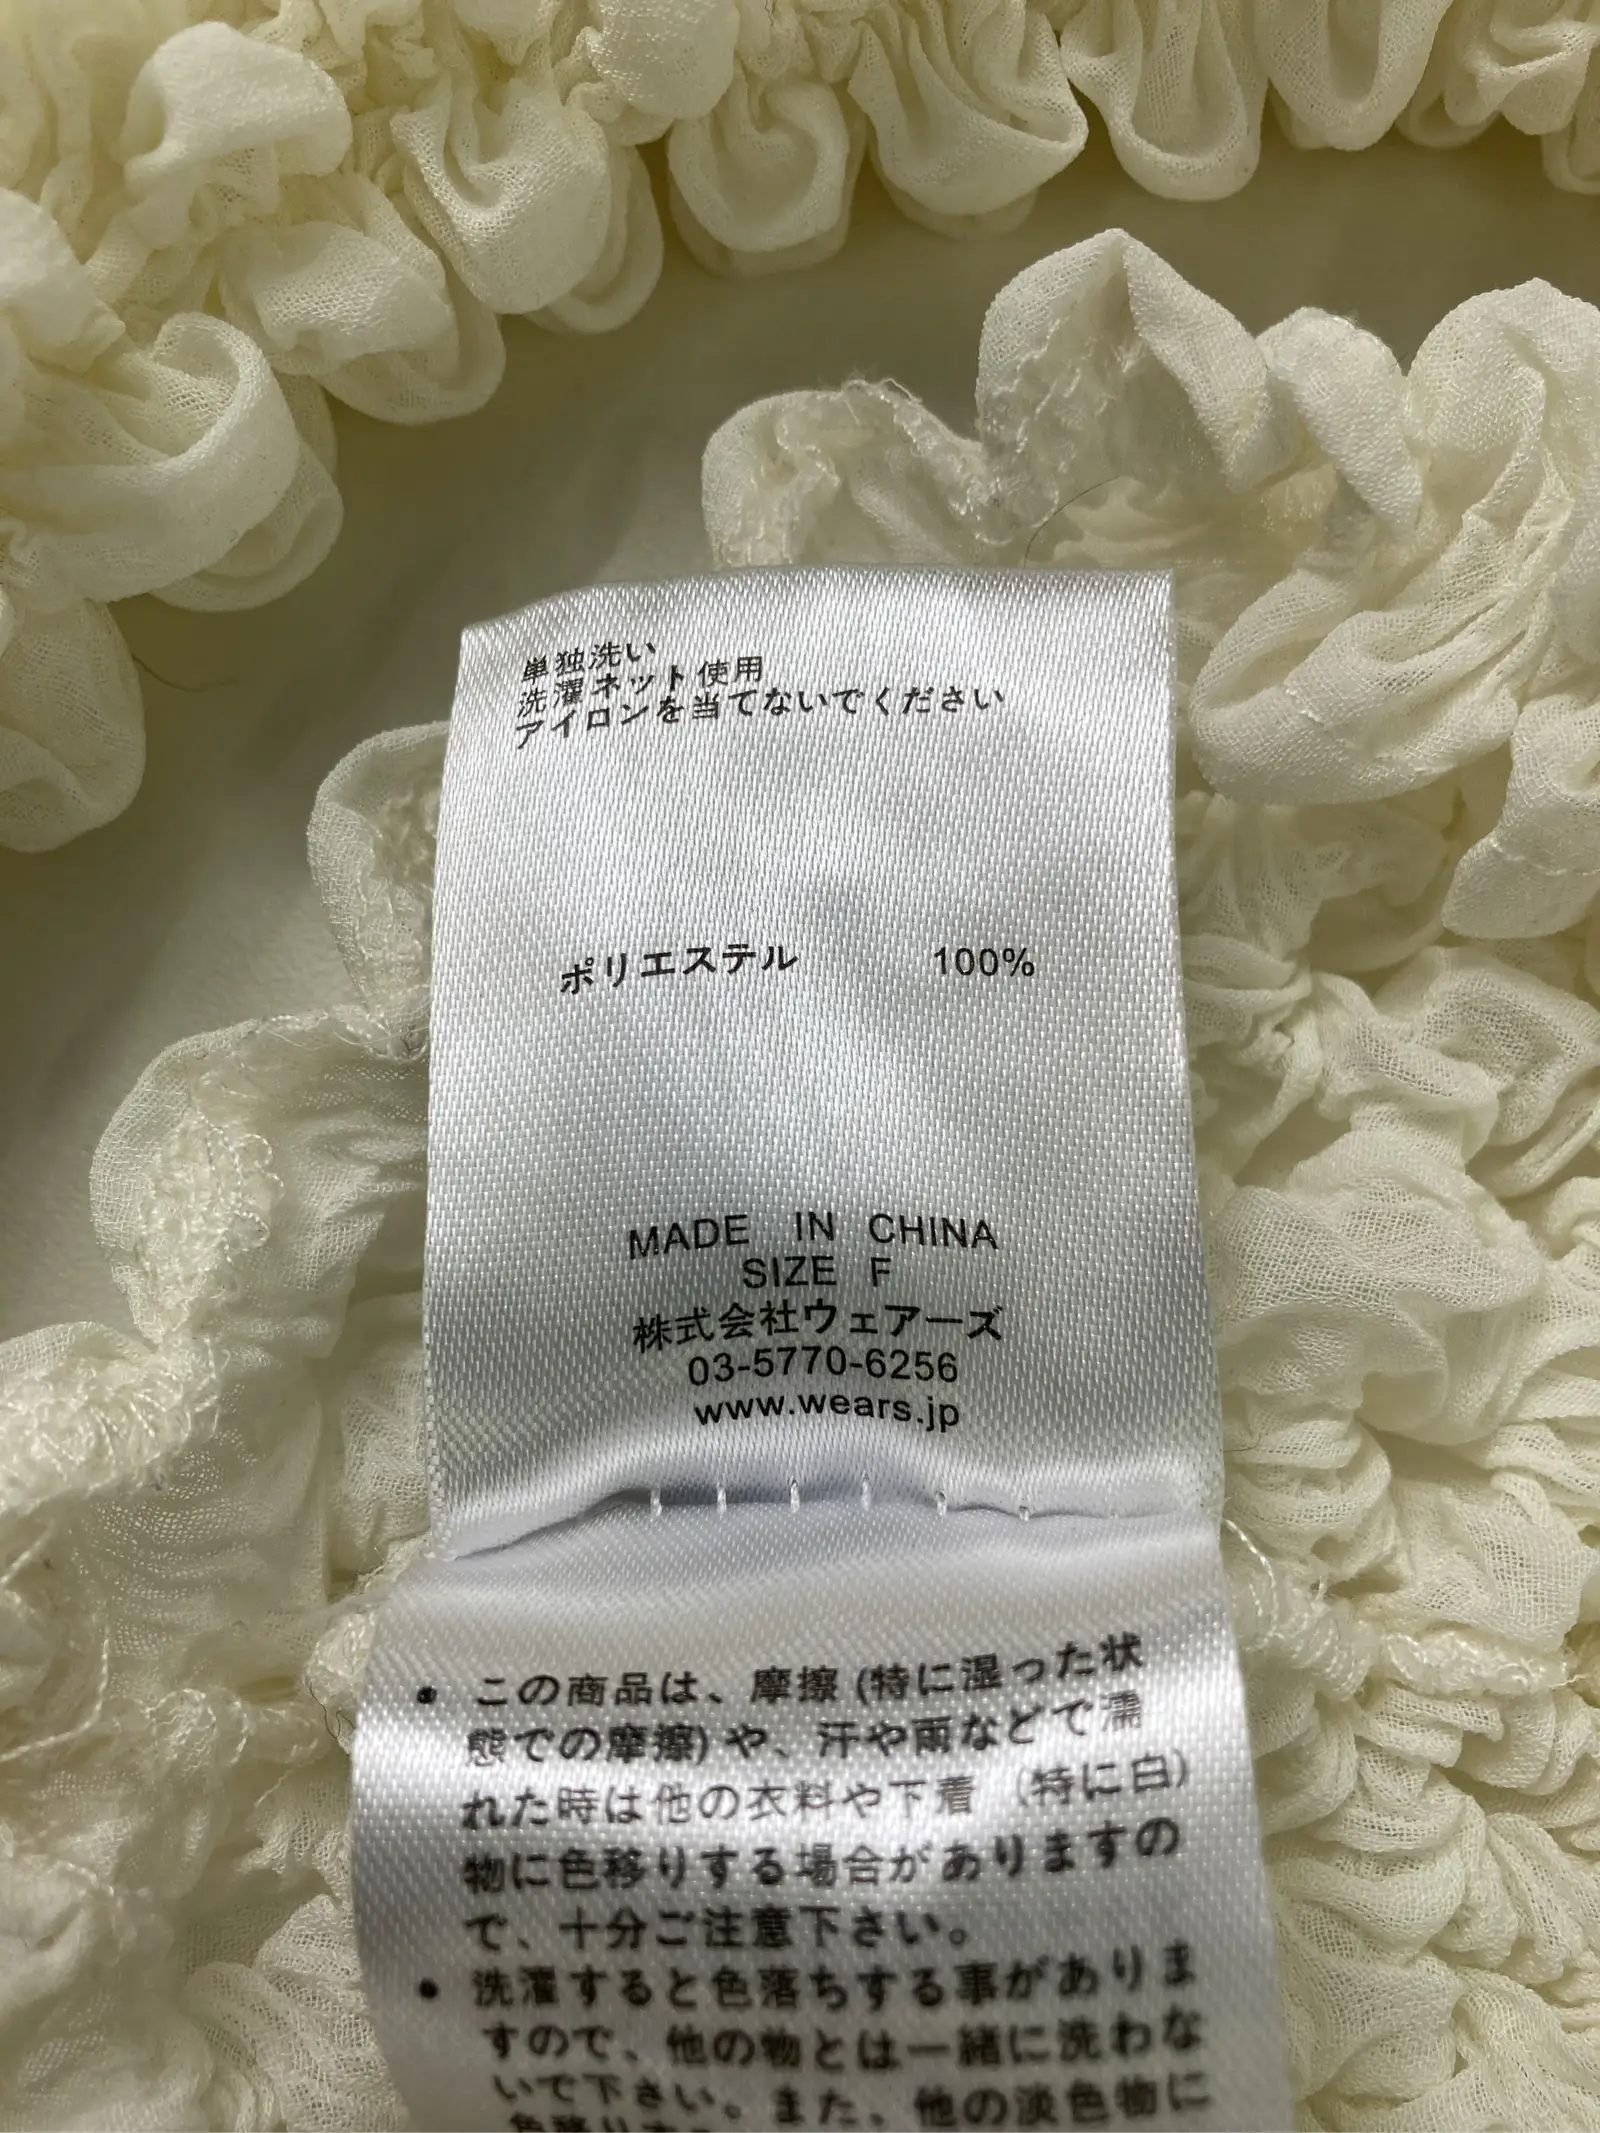 単独洗い
洗濯ネット使用
アイロンを当てないでください
ポリエステル 100%
MADE IN CHINA
SIZE F
株式会社ウェアーズ
03-5770-6256
www.wears.jp
● この商品は、摩擦(特に湿った状
態での摩擦)や、汗や雨などで濡
れた時は他の衣料や下着 (特に白)
物に色移りする場合がありますの
で、十分ご注意下さい。
● 洗濯すると色落ちする事がありま
すので、他の物とは一緒に洗わな
いで下さい。また、他の淡色物に